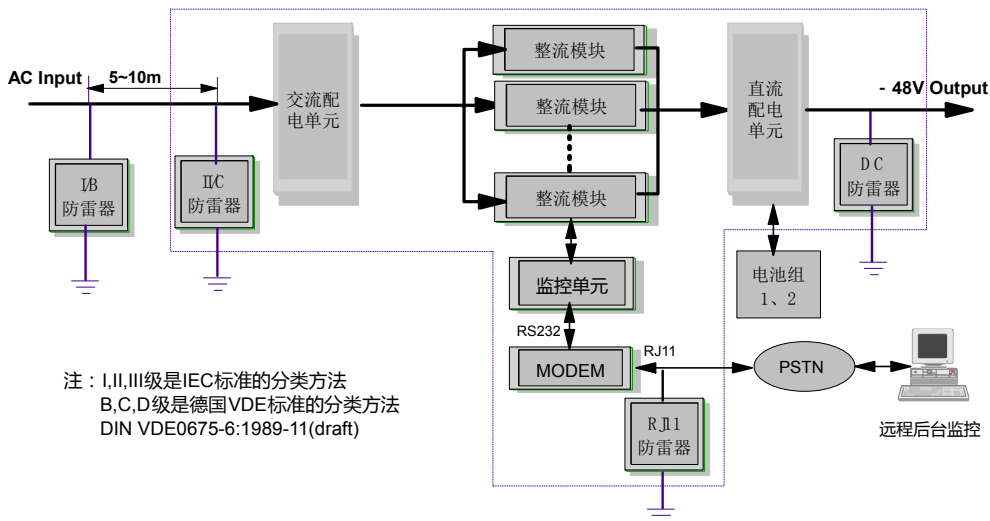 AC Input
5~10m
交流配
电单元
整流模块
整流模块
整流模块
直流
配电
单元
- 48V Output
I/B
防雷器
II/C
防雷器
DC
防雷器
监控单元
电池组
1、2
RS232
MODEM
RJ11
PSTN
RJ11
防雷器
远程后台监控
注：I,II,III级是IEC标准的分类方法
B,C,D级是德国VDE标准的分类方法
DIN VDE0675-6:1989-11(draft)